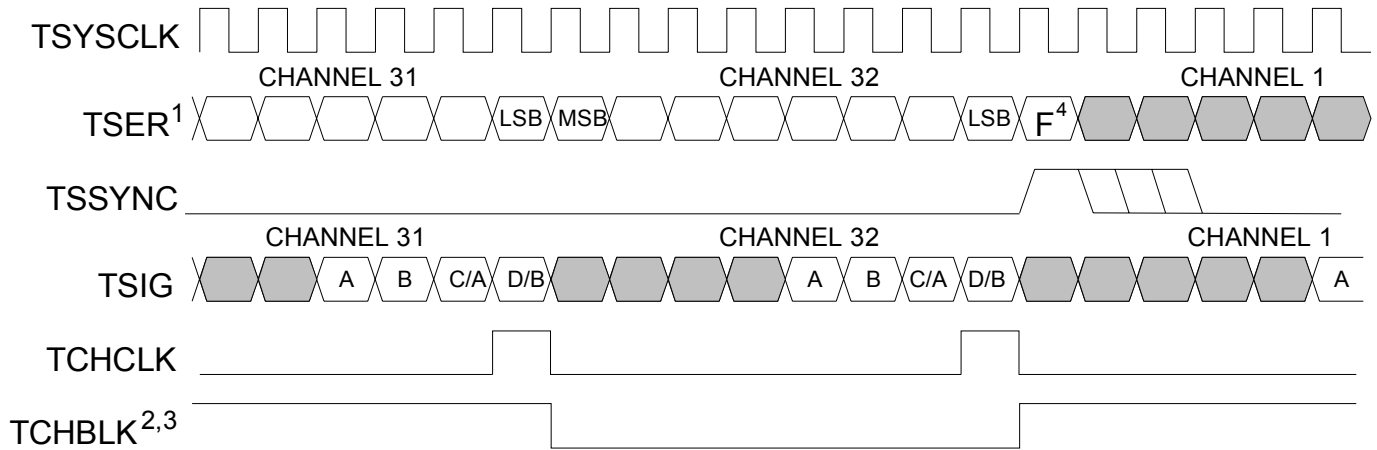 TSYSCLK
CHANNEL 31 CHANNEL 32 CHANNEL 1
TSER1 LSB MSB LSB F4
TSSYNC
CHANNEL 31 CHANNEL 32 CHANNEL 1
TSIG A B C/A D/B A B C/A D/B A
TCHCLK
TCHBLK2,3